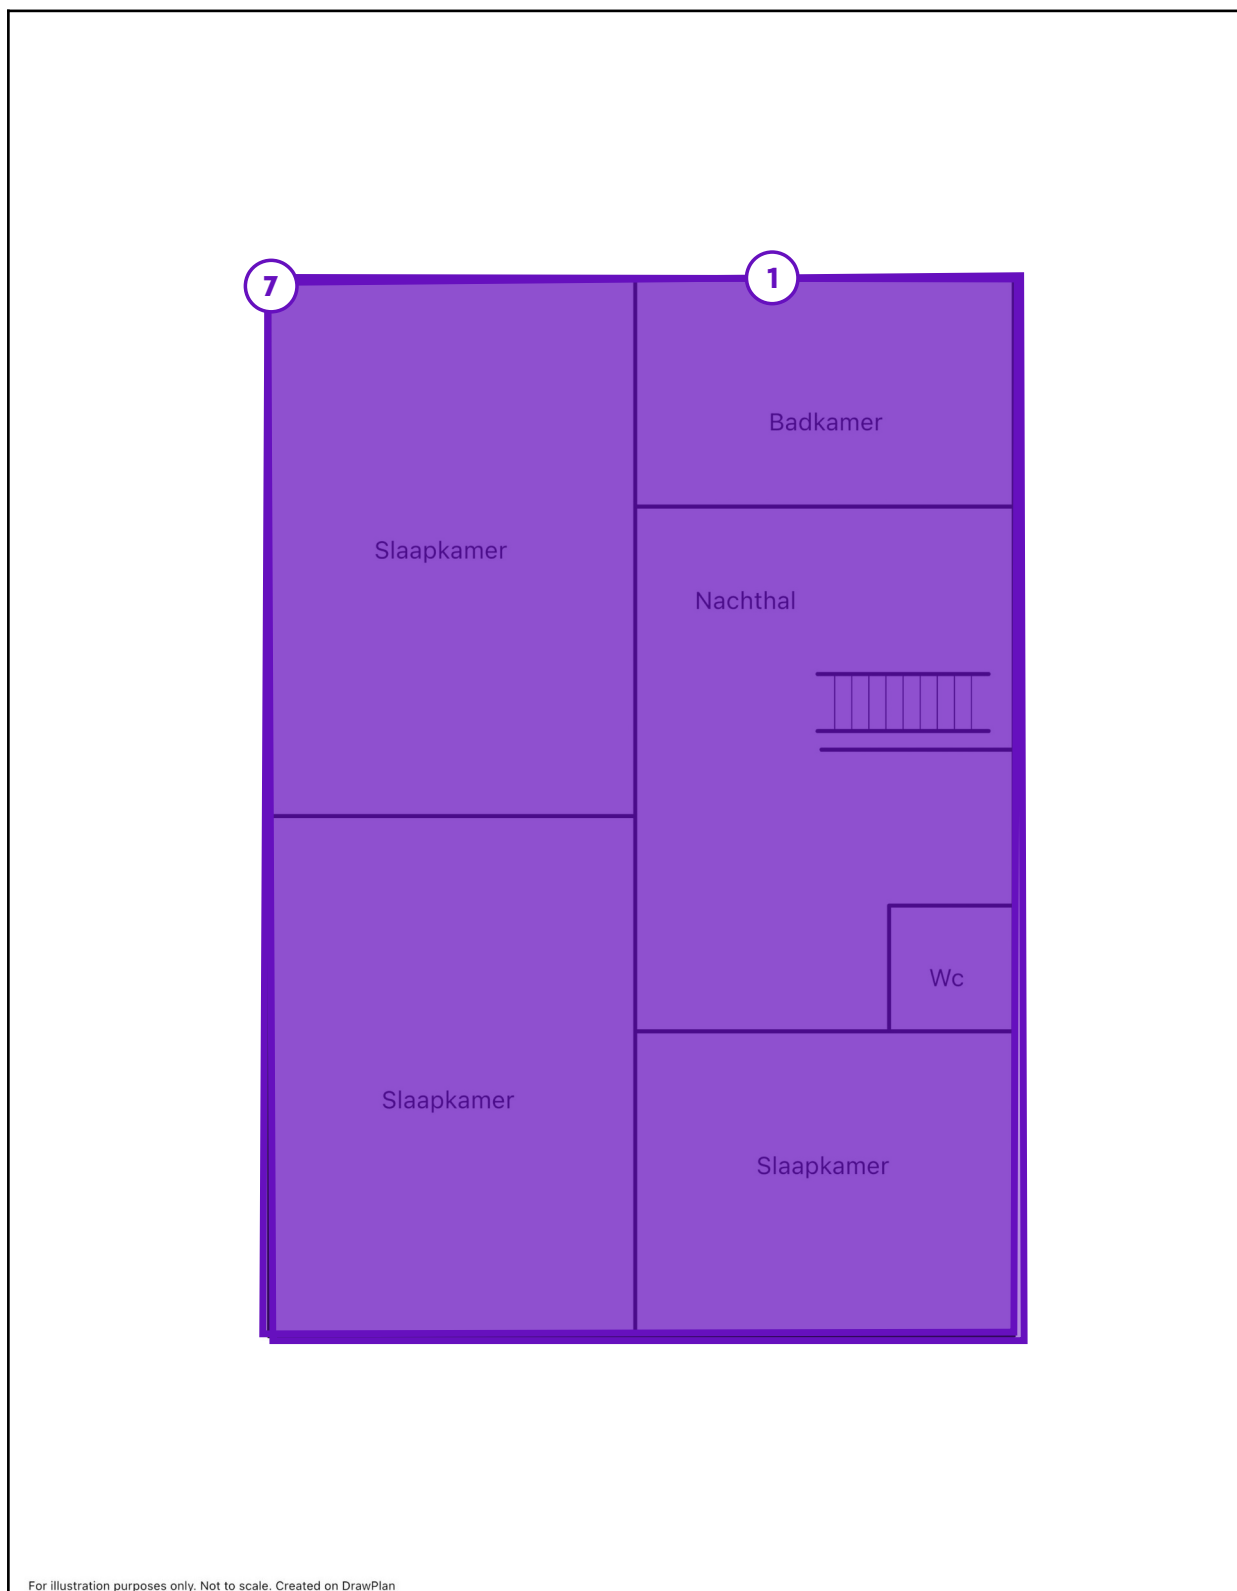 7
1
Badkamer
Slaapkamer
Nachthal
Wc
Slaapkamer
Slaapkamer
For illustration purposes only. Not to scale. Created on DrawPlan